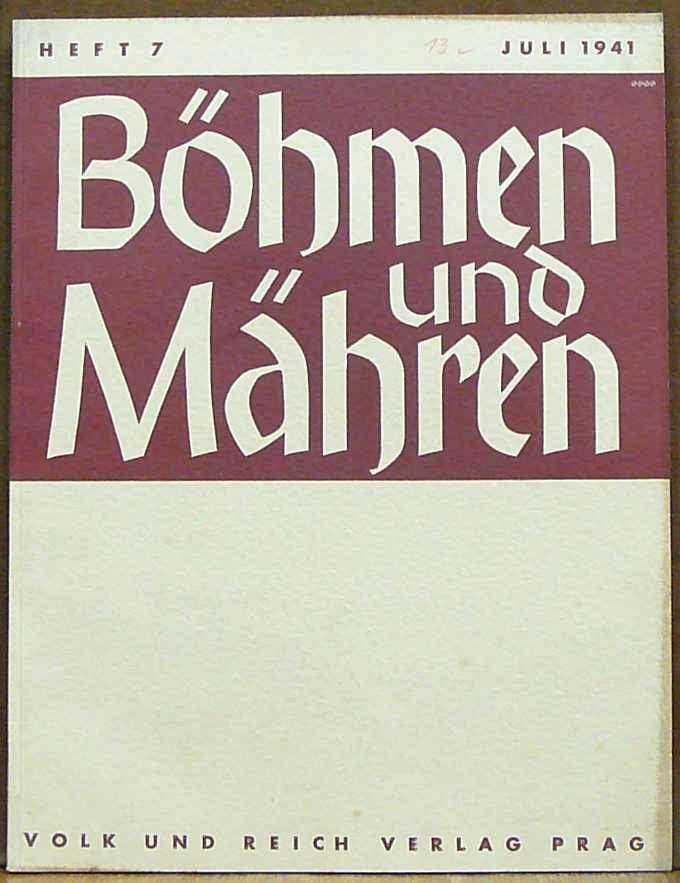 HEFT 7 13 JULI 1941
Böhmen
und
Mähren
VOLK UND REICH VERLAG PRAG